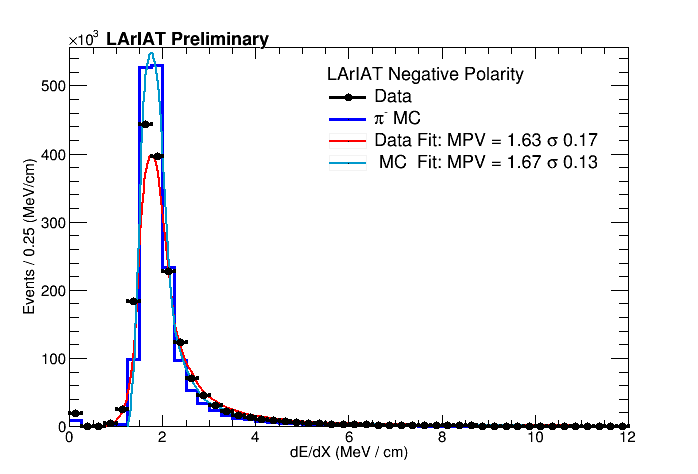 ×10³ LArIAT Preliminary
LArIAT Negative Polarity
Data
π⁻ MC
Data Fit: MPV = 1.63 σ 0.17
MC Fit: MPV = 1.67 σ 0.13
Events / 0.25 (MeV/cm)
500
400
300
200
100
0
0 2 4 6 8 10 12
dE/dX (MeV / cm)